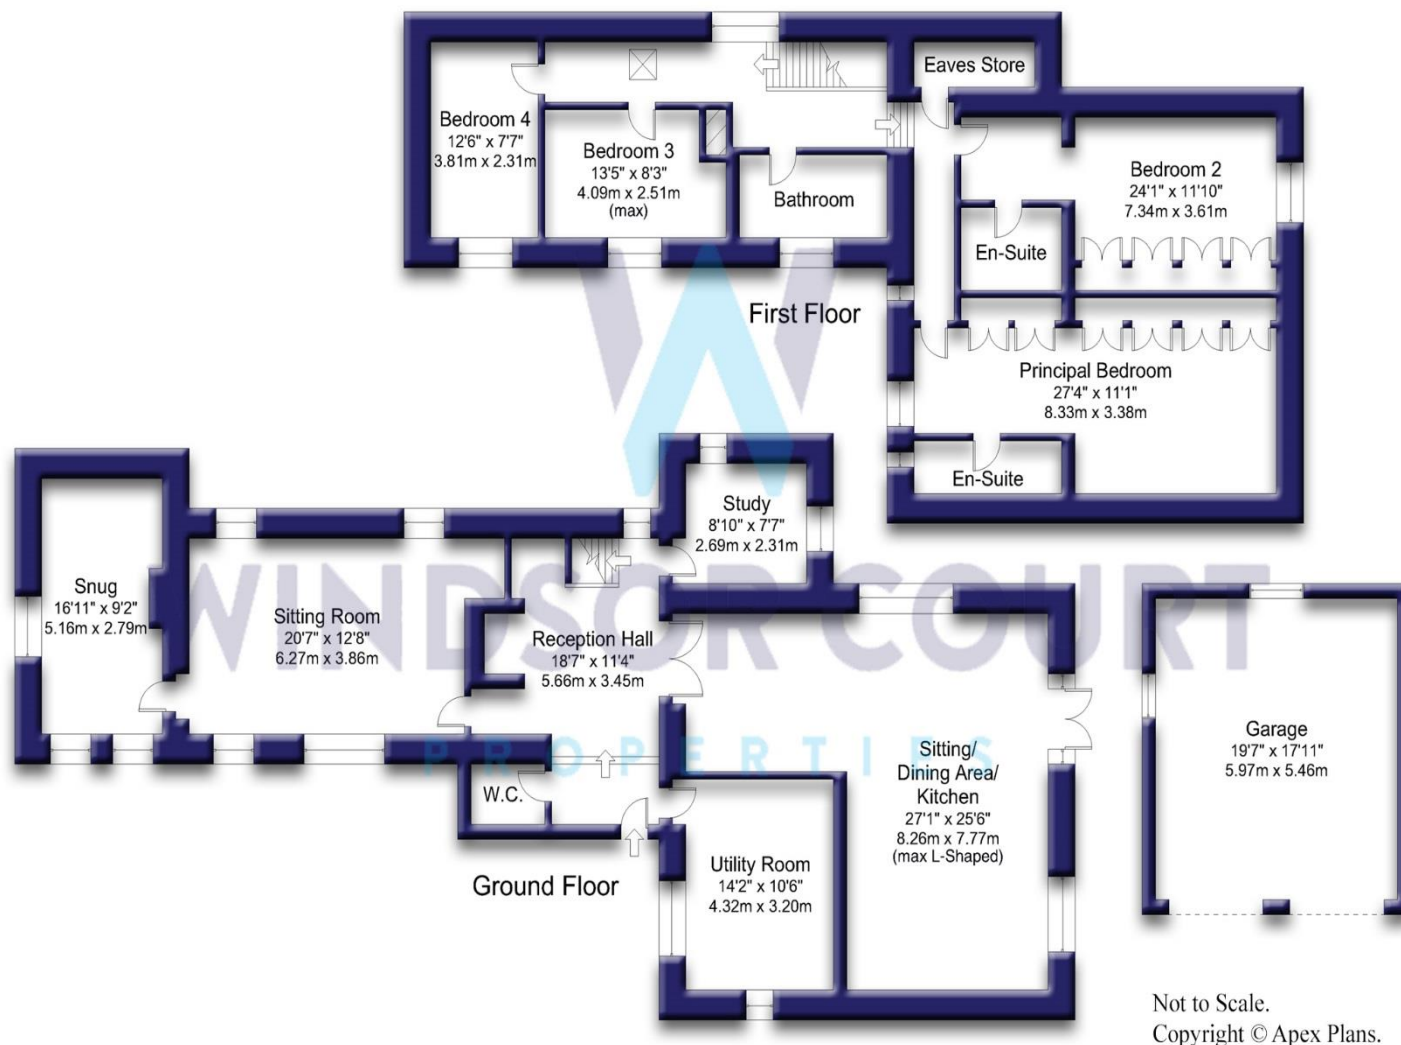 Eaves Store
Bedroom 4
12'6" x 7'7"
3.81m x 2.31m
Bedroom 3
13'5" x 8'3"
4.09m x 2.51m
(max)
Bathroom
Bedroom 2
24'1" x 11'10"
7.34m x 3.61m
En-Suite
First Floor
Principal Bedroom
27'4" x 11'1"
8.33m x 3.38m
En-Suite
Study
8'10" x 7'7"
2.69m x 2.31m
Snug
16'11" x 9'2"
5.16m x 2.79m
Sitting Room
20'7" x 12'8"
6.27m x 3.86m
Reception Hall
18'7" x 11'4"
5.66m x 3.45m
WINDSOR COURT
PROPERTIES
W.C.
Sitting/
Dining Area/
Kitchen
27'1" x 25'6"
8.26m x 7.77m
(max L-Shaped)
Garage
19'7" x 17'11"
5.97m x 5.46m
Utility Room
14'2" x 10'6"
4.32m x 3.20m
Ground Floor
Not to Scale.
Copyright © Apex Plans.